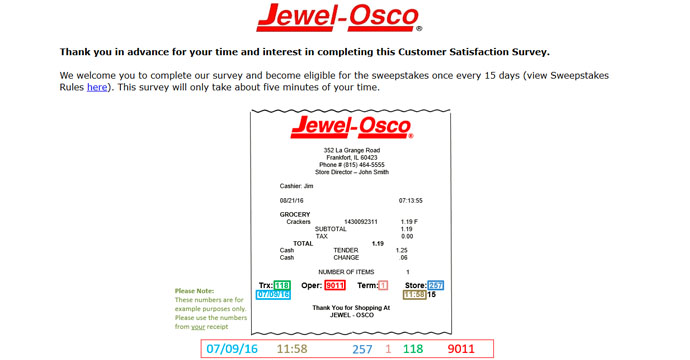 Jewel-Osco®
Thank you in advance for your time and interest in completing this Customer Satisfaction Survey.
We welcome you to complete our survey and become eligible for the sweepstakes once every 15 days (view Sweepstakes
Rules here). This survey will only take about five minutes of your time.
Jewel-Osco®
352 La Grange Road
Frankfort, IL 60423
Phone # (815) 464-5555
Store Director – John Smith
Cashier: Jim
08/21/16 07:13:55
GROCERY
Crackers 1430092311 1.19 F
SUBTOTAL 1.19
TAX 0.00
TOTAL 1.19
Cash TENDER 1.25
Cash CHANGE .06
NUMBER OF ITEMS 1
Trx: 118 Oper: 9011 Term: 1 Store: 257
07/09/16 11:58 15
Thank You for Shopping At
JEWEL - OSCO
Please Note:
These numbers are for
example purposes only.
Please use the numbers
from your receipt
07/09/16 11:58 257 1 118 9011